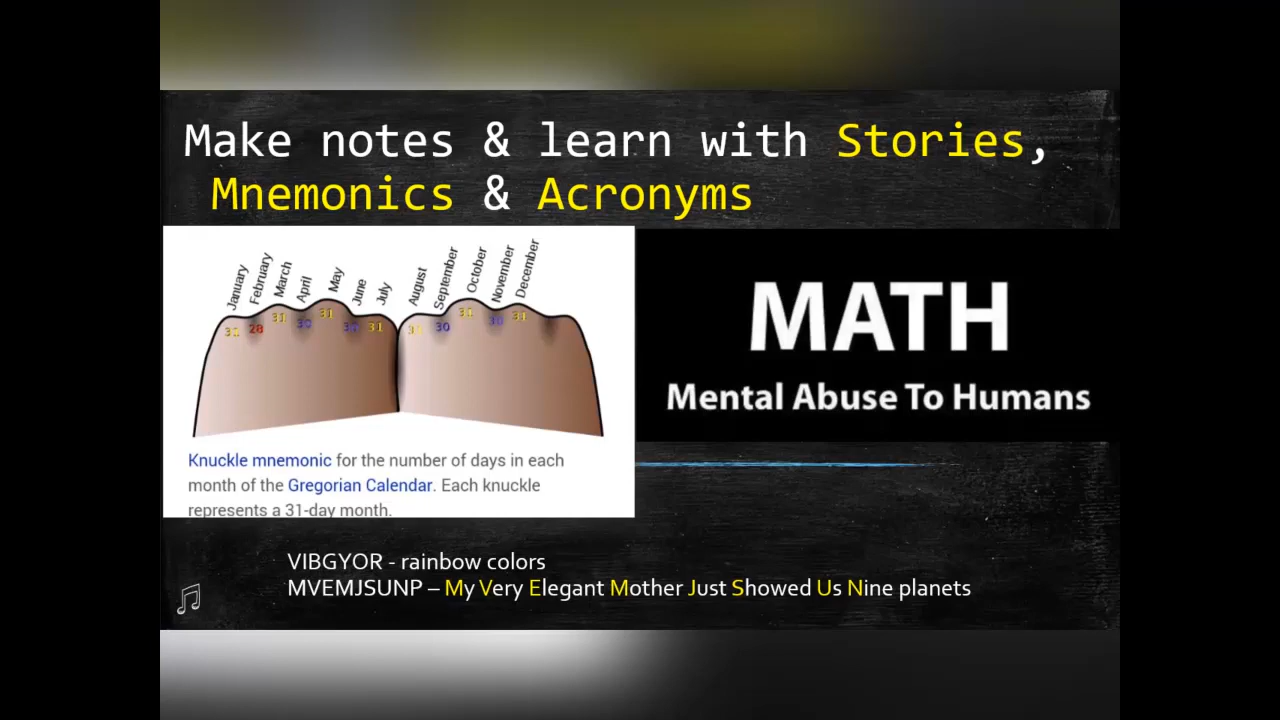 Make notes & learn with Stories,
Mnemonics & Acronyms
January
February
March
April
May
June
July
August
September
October
November
December
31 28 31 30 31 30 31 31 30 31 30 31
Knuckle mnemonic for the number of days in each
month of the Gregorian Calendar. Each knuckle
represents a 31-day month.
MATH
Mental Abuse To Humans
VIBGYOR - rainbow colors
MVEMJSUNP – My Very Elegant Mother Just Showed Us Nine planets